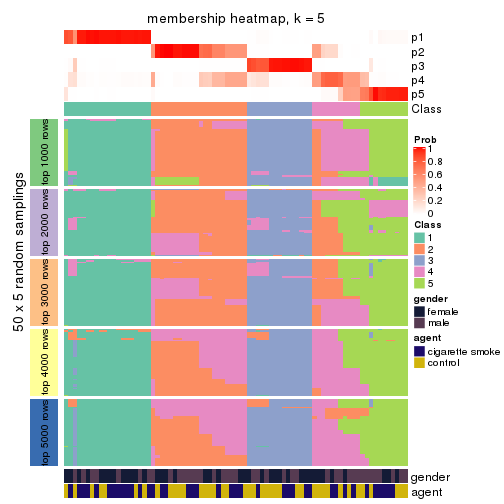 membership heatmap, k = 5
p1
p2
p3
p4
p5
Class
50 x 5 random samplings
top 1000 rows
top 2000 rows
top 3000 rows
top 4000 rows
top 5000 rows
gender
agent
Prob
1
0.8
0.6
0.4
0.2
0
Class
1
2
3
4
5
gender
female
male
agent
cigarette smoke
control